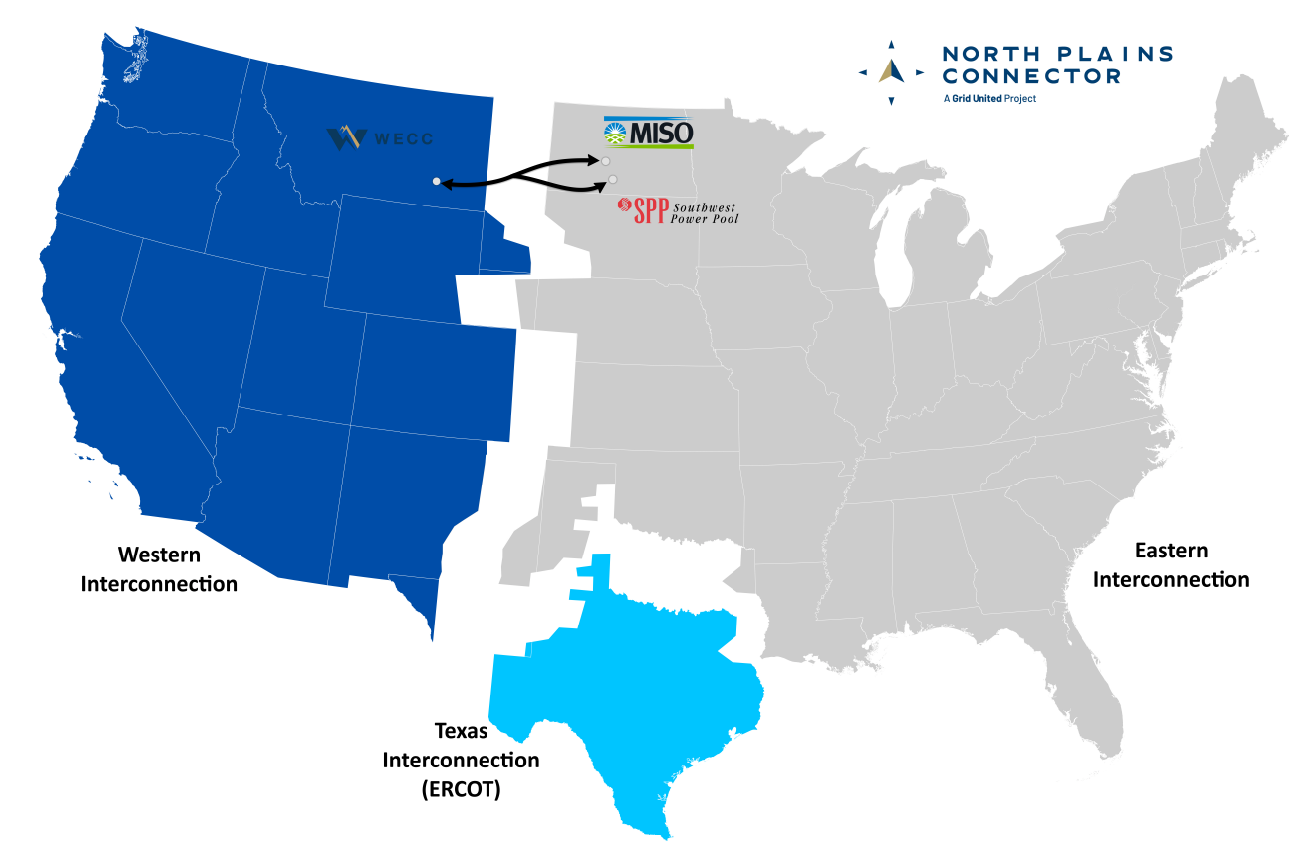 NORTH PLAINS
CONNECTOR
A Grid United Project
MISO
WECC
SPP Southwest
Power Pool
Western
Interconnection
Eastern
Interconnection
Texas
Interconnection
(ERCOT)